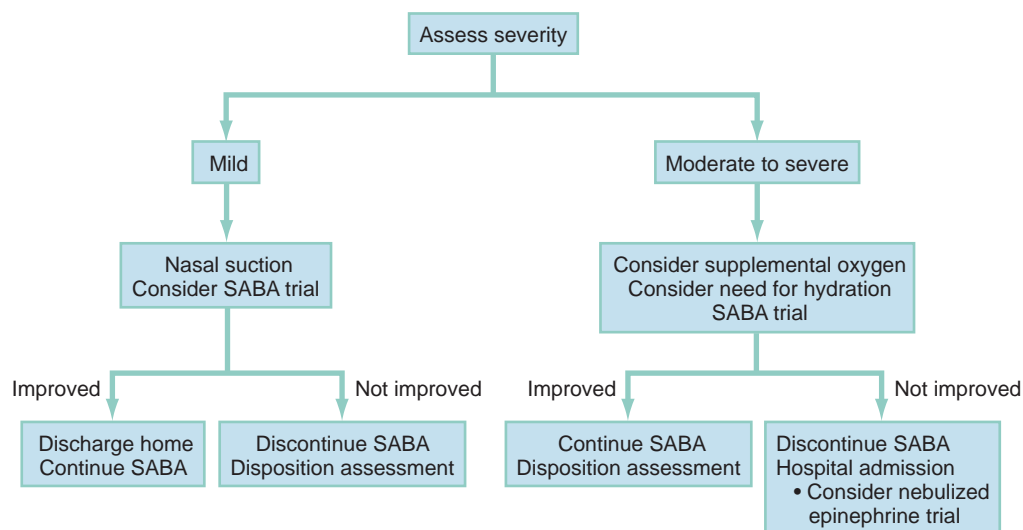 Assess severity
Mild
Moderate to severe
Nasal suction
Consider SABA trial
Consider supplemental oxygen
Consider need for hydration
SABA trial
Improved
Not improved
Improved
Not improved
Discharge home
Continue SABA
Discontinue SABA
Disposition assessment
Continue SABA
Disposition assessment
Discontinue SABA
Hospital admission
• Consider nebulized
epinephrine trial